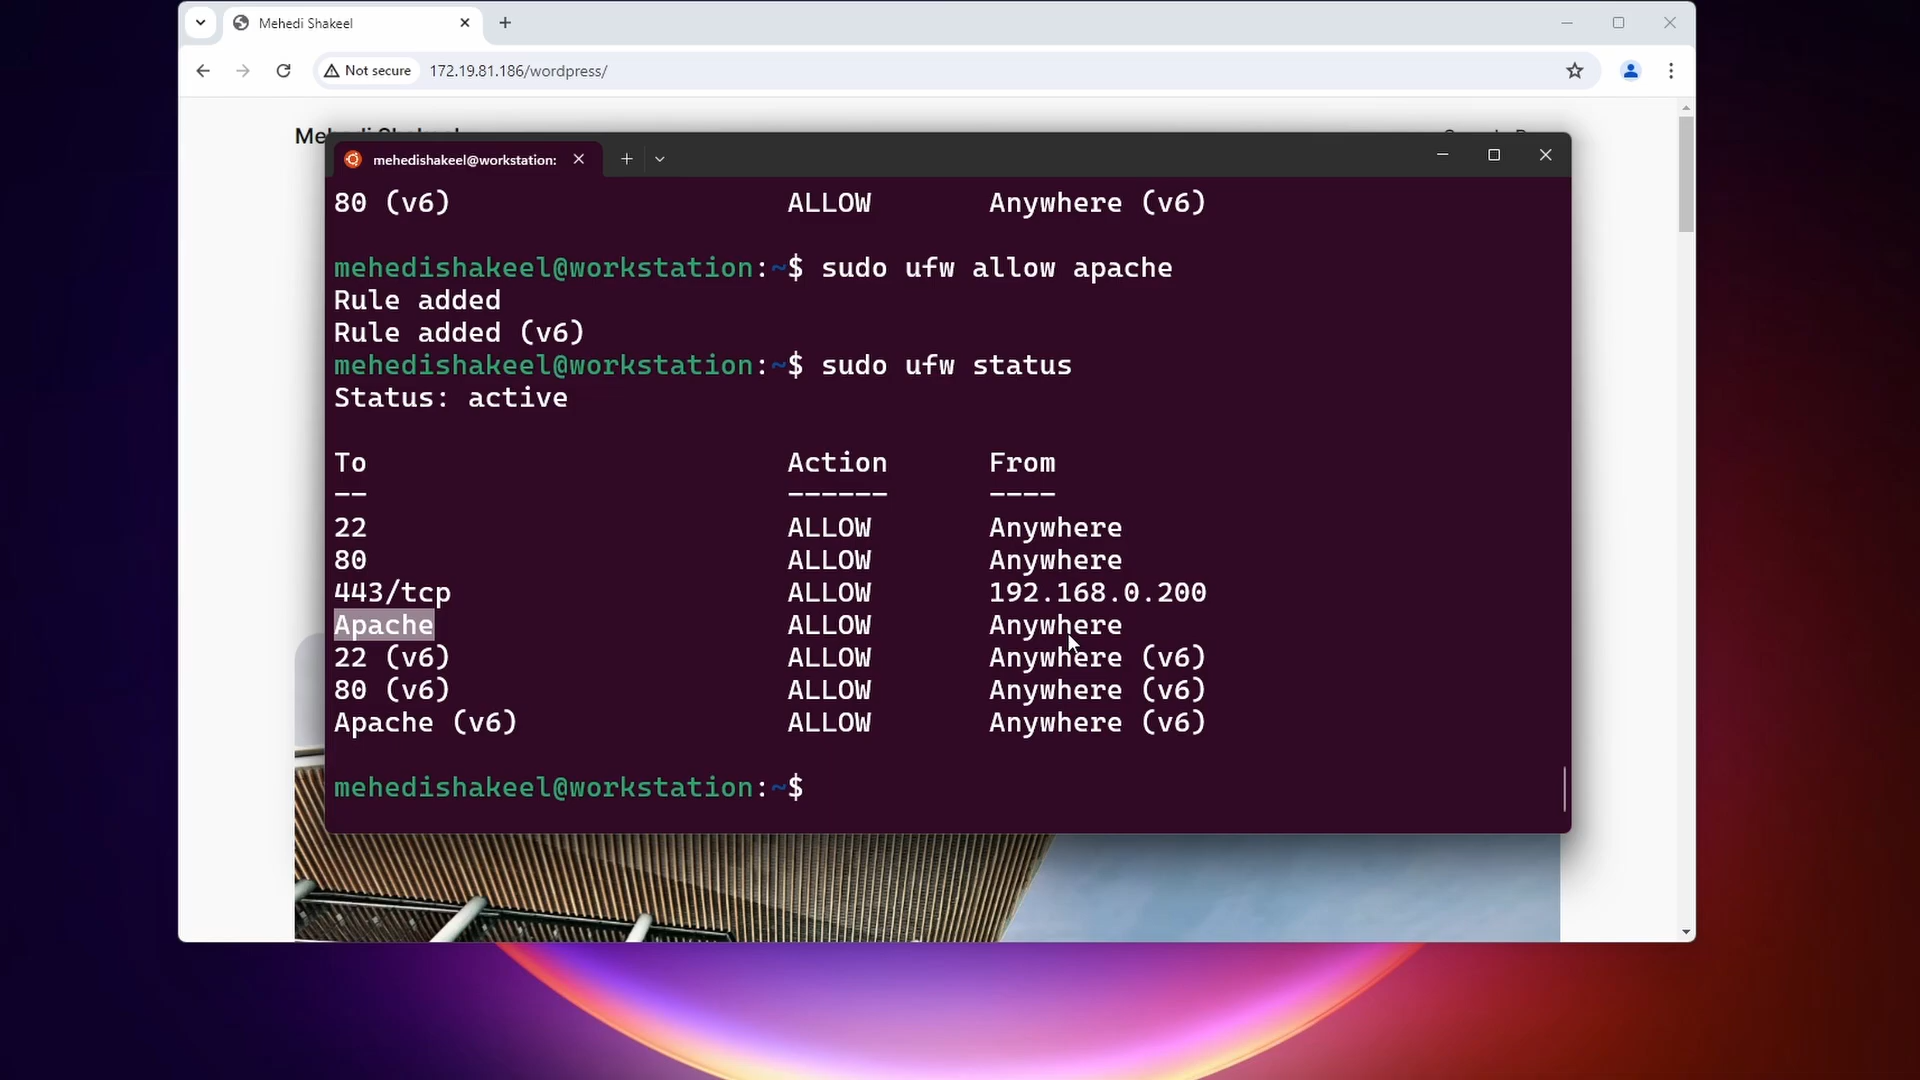 Mehedi Shakeel
Not secure 172.19.81.186/wordpress/
mehedishakeel@workstation:
80 (v6) ALLOW Anywhere (v6)
mehedishakeel@workstation:~$ sudo ufw allow apache
Rule added
Rule added (v6)
mehedishakeel@workstation:~$ sudo ufw status
Status: active
To Action From
-- ------ ----
22 ALLOW Anywhere
80 ALLOW Anywhere
443/tcp ALLOW 192.168.0.200
Apache ALLOW Anywhere
22 (v6) ALLOW Anywhere (v6)
80 (v6) ALLOW Anywhere (v6)
Apache (v6) ALLOW Anywhere (v6)
mehedishakeel@workstation:~$